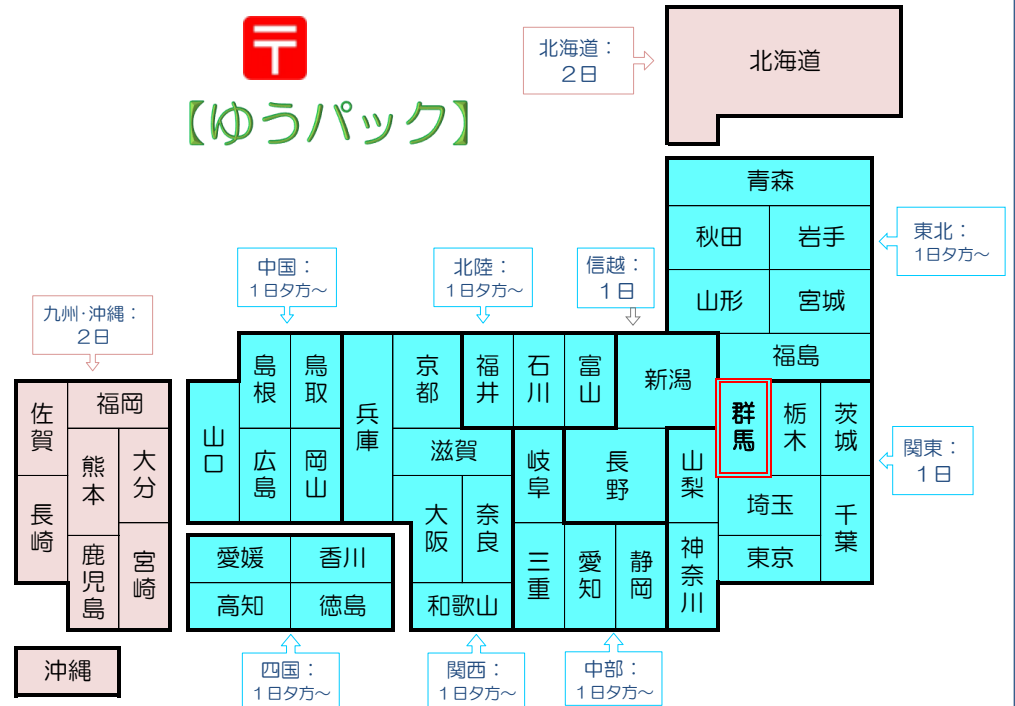 〒
【ゆうパック】
北海道：
２日
北海道
青森
秋田
岩手
山形
宮城
福島
東北：
1日夕方～
中国：
１日夕方～
北陸：
１日夕方～
信越：
１日
九州･沖縄：
２日
島根
鳥取
兵庫
京都
福井
石川
富山
新潟
群馬
栃木
茨城
関東：
１日
山口
広島
岡山
滋賀
岐阜
長野
山梨
埼玉
千葉
東京
神奈川
大阪
奈良
和歌山
三重
愛知
静岡
佐賀
福岡
熊本
大分
長崎
鹿児島
宮崎
沖縄
愛媛
香川
高知
徳島
四国：
１日夕方～
関西：
１日夕方～
中部：
１日夕方～